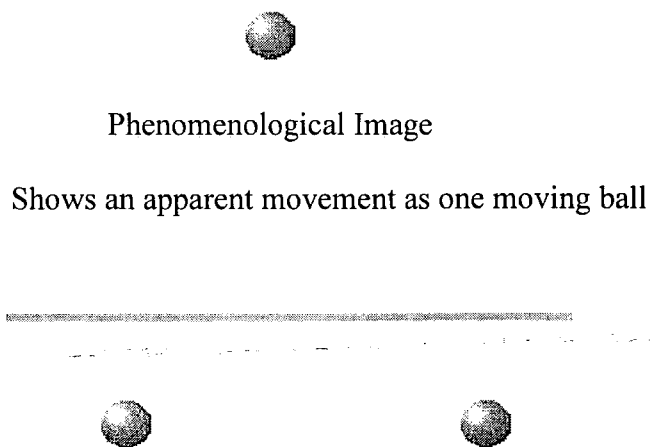 Phenomenological Image
Shows an apparent movement as one moving ball